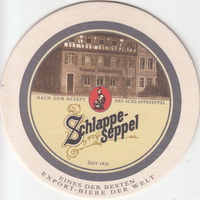 NACH DEM REZEPT DES SCHLAPPESEPPEL
Schlappe-
Seppel
SEIT 1631
EINES DER BESTEN
EXPORT-BIERE DER WELT